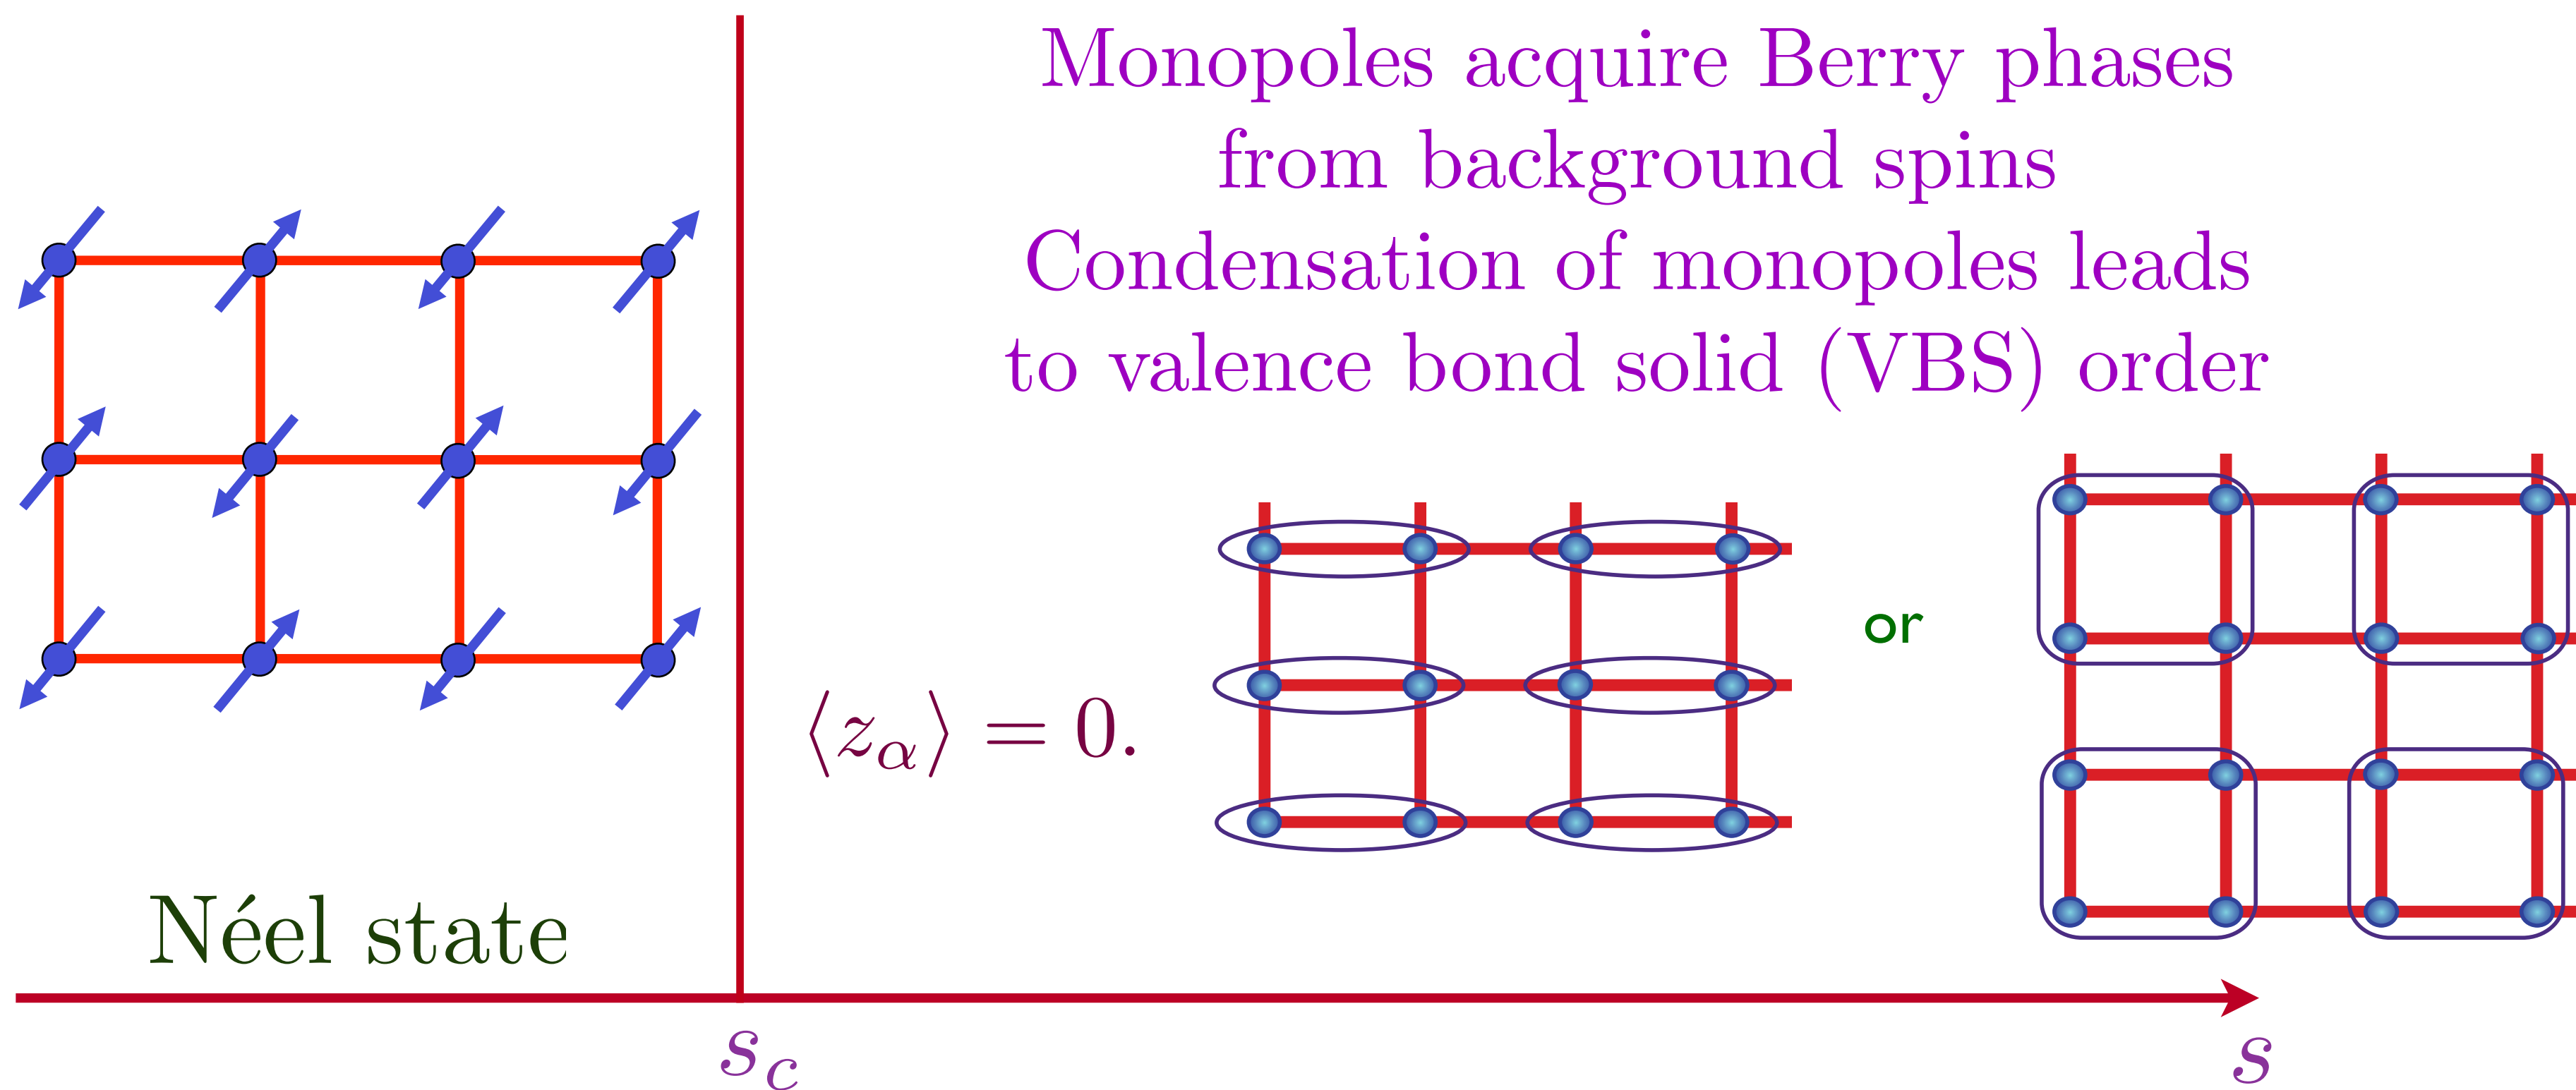 Monopoles acquire Berry phases
from background spins
Condensation of monopoles leads
to valence bond solid (VBS) order
or
⟨z_α⟩ = 0.
Néel state
s_c
s